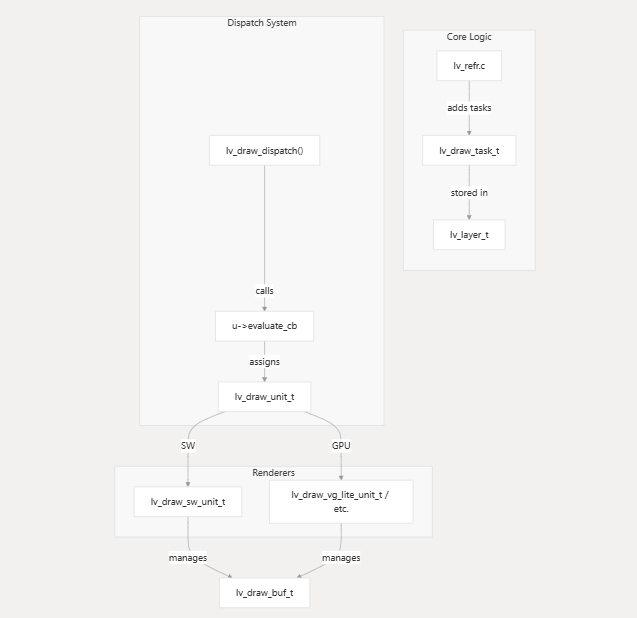 Dispatch System
lv_draw_dispatch()
calls
u->evaluate_cb
assigns
lv_draw_unit_t
SW
GPU
Renderers
lv_draw_sw_unit_t
lv_draw_vg_lite_unit_t /
etc.
manages
manages
lv_draw_buf_t
Core Logic
lv_refr.c
adds tasks
lv_draw_task_t
stored in
lv_layer_t